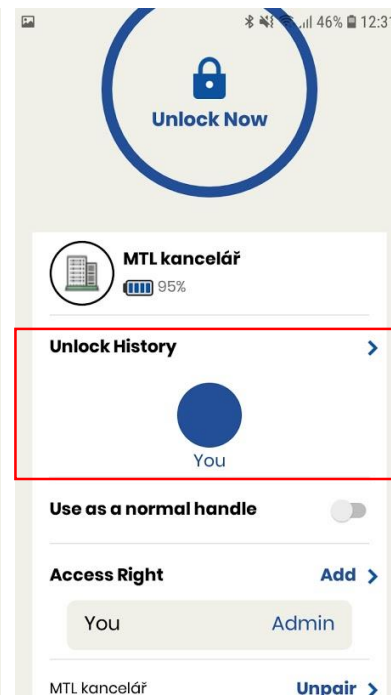 46% 12:31
Unlock Now
MTL kancelář
95%
Unlock History
You
Use as a normal handle
Access Right Add
You Admin
MTL kancelář Unpair